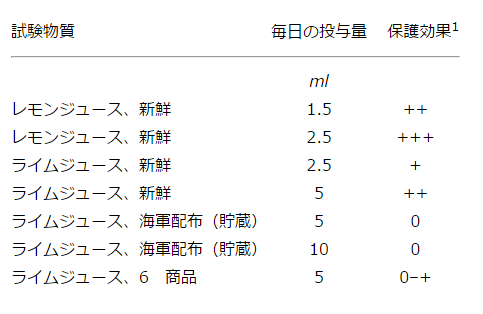 試験物質 毎日の投与量 保護効果1
ml
レモンジュース、新鮮 1.5 ++
レモンジュース、新鮮 2.5 +++
ライムジュース、新鮮 2.5 +
ライムジュース、新鮮 5 ++
ライムジュース、海軍配布（貯蔵） 5 0
ライムジュース、海軍配布（貯蔵） 10 0
ライムジュース、6　商品 5 0–+